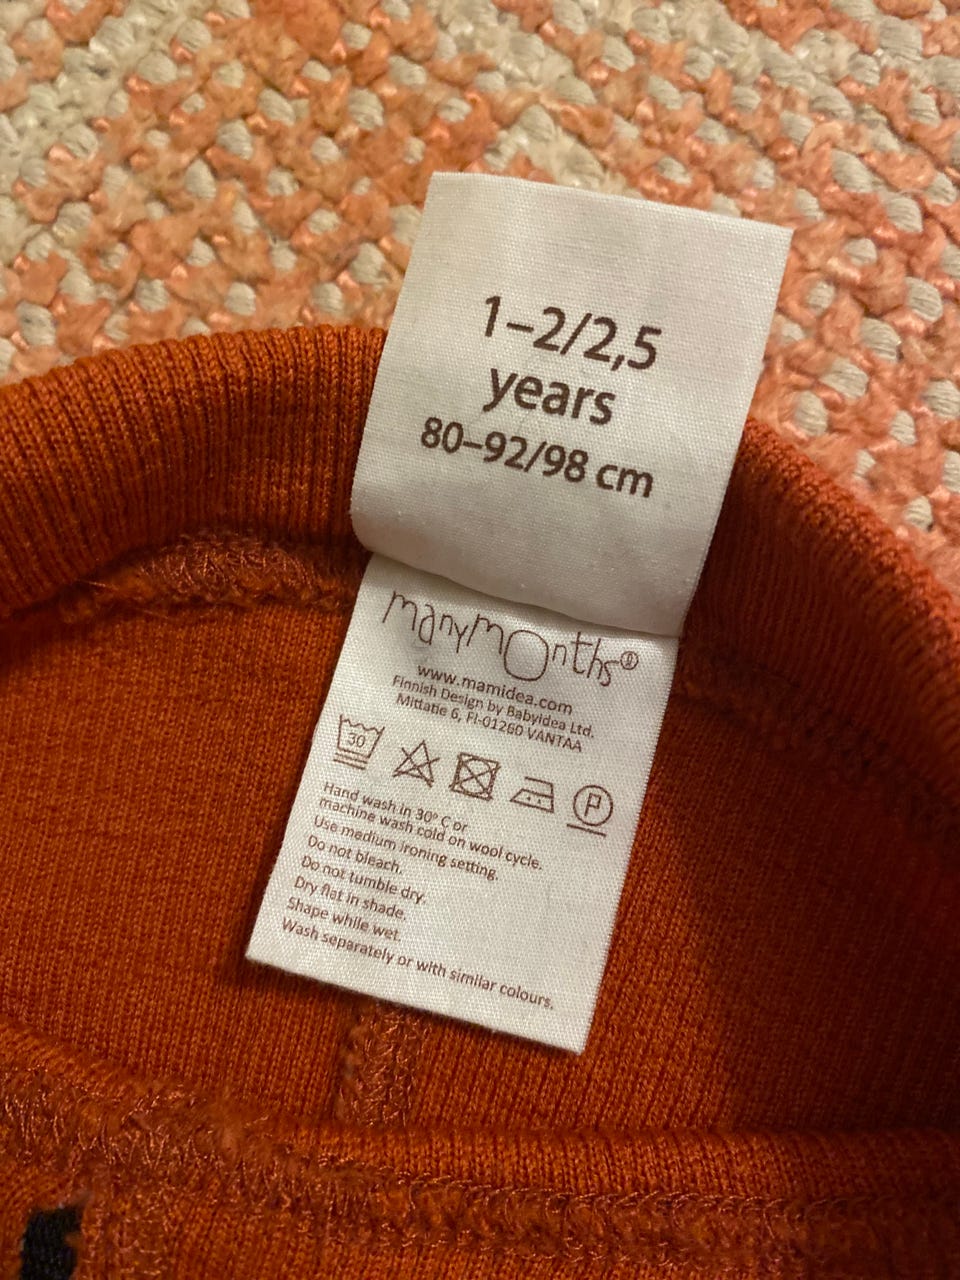 1–2/2,5
years
80–92/98 cm
manymonths®
www.mamidea.com
Finnish Design by Babyidea Ltd.
Mittatie 6, FI-01260 VANTAA
30 P
Hand wash in 30° C or
machine wash cold on wool cycle.
Use medium ironing setting.
Do not bleach.
Do not tumble dry.
Dry flat in shade.
Shape while wet.
Wash separately or with similar colours.